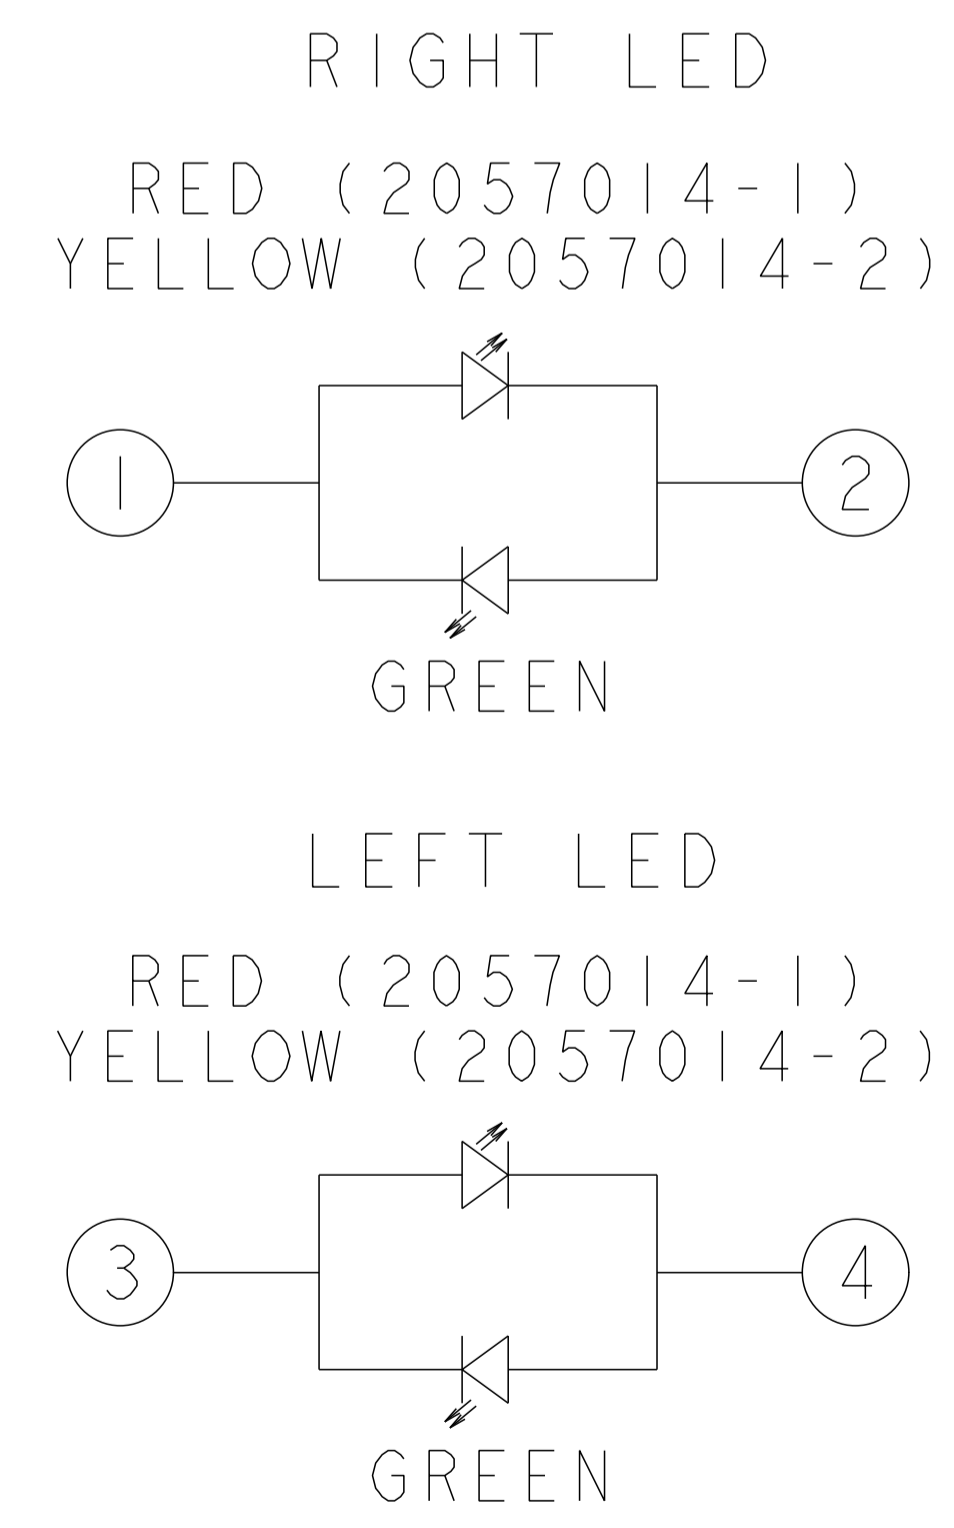 RIGHT LED
RED (2057014-1)
YELLOW (2057014-2)
1 2
GREEN
LEFT LED
RED (2057014-1)
YELLOW (2057014-2)
3 4
GREEN